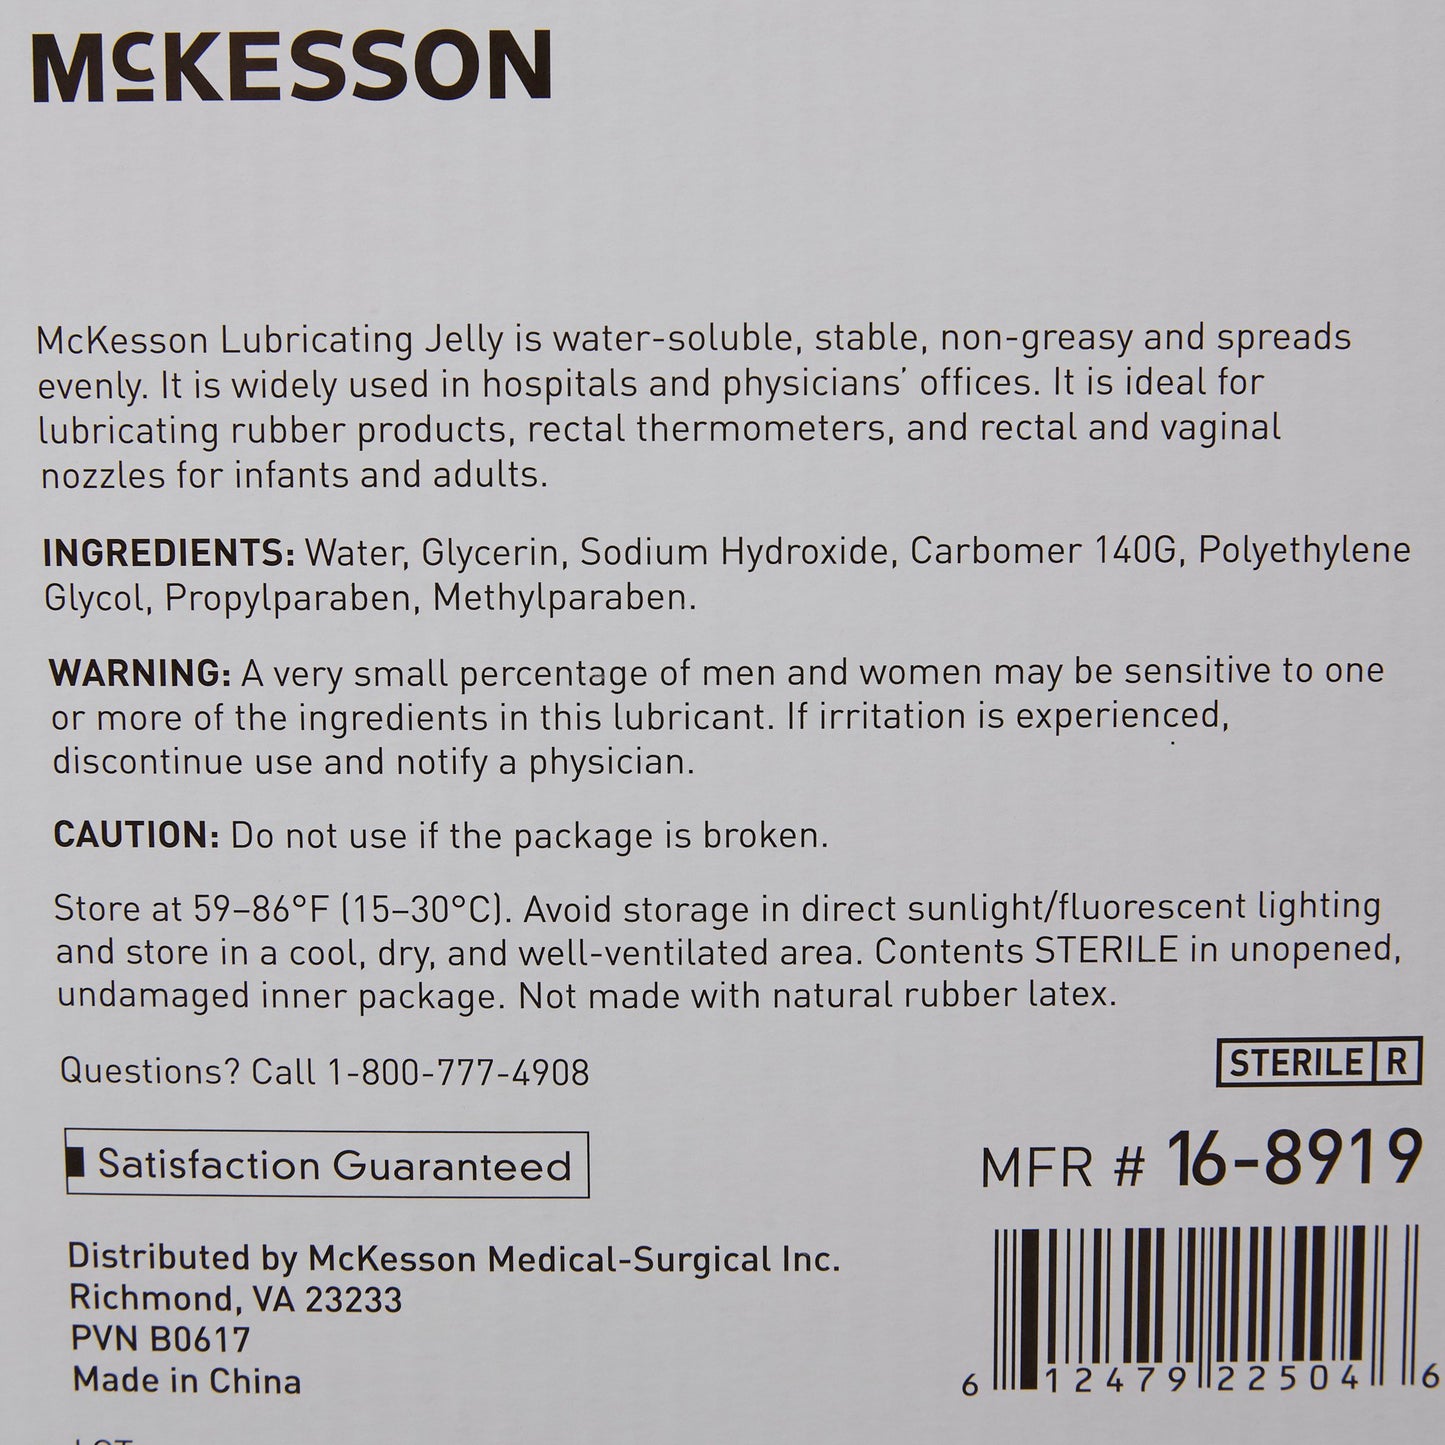 McKESSON
McKesson Lubricating Jelly is water-soluble, stable, non-greasy and spreads
evenly. It is widely used in hospitals and physicians’ offices. It is ideal for
lubricating rubber products, rectal thermometers, and rectal and vaginal
nozzles for infants and adults.
INGREDIENTS: Water, Glycerin, Sodium Hydroxide, Carbomer 140G, Polyethylene
Glycol, Propylparaben, Methylparaben.
WARNING: A very small percentage of men and women may be sensitive to one
or more of the ingredients in this lubricant. If irritation is experienced,
discontinue use and notify a physician.
CAUTION: Do not use if the package is broken.
Store at 59–86°F (15–30°C). Avoid storage in direct sunlight/fluorescent lighting
and store in a cool, dry, and well-ventilated area. Contents STERILE in unopened,
undamaged inner package. Not made with natural rubber latex.
Questions? Call 1-800-777-4908
STERILE R
Satisfaction Guaranteed
MFR # 16-8919
Distributed by McKesson Medical-Surgical Inc.
Richmond, VA 23233
PVN B0617
Made in China
6 12479 22504 6